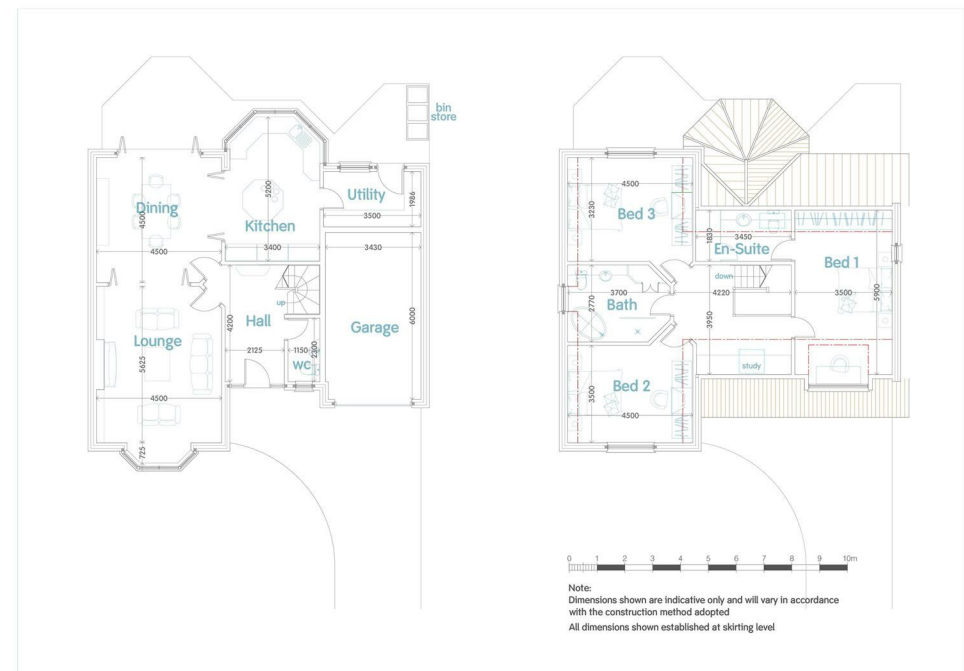 bin
store
4500
Dining
4500
5200
Kitchen
3400
Utility
1986
3500
3430
6000
Garage
up
4200
Hall
2125
1150
2300
WC
Lounge
5625
4500
725
4500
3230
Bed 3
1830
3450
En-Suite
Bed 1
3500
5900
down
4220
3950
3700
2770
Bath
study
Bed 2
3500
4500
0 1 2 3 4 5 6 7 8 9 10m
Note:
Dimensions shown are indicative only and will vary in accordance
with the construction method adopted
All dimensions shown established at skirting level